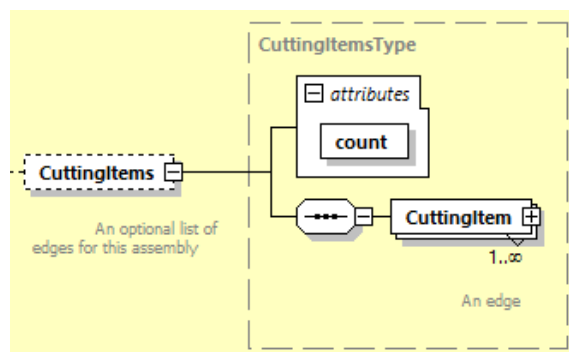 CuttingItemsType
attributes
count
CuttingItems
An optional list of
edges for this assembly
CuttingItem
1..∞
An edge